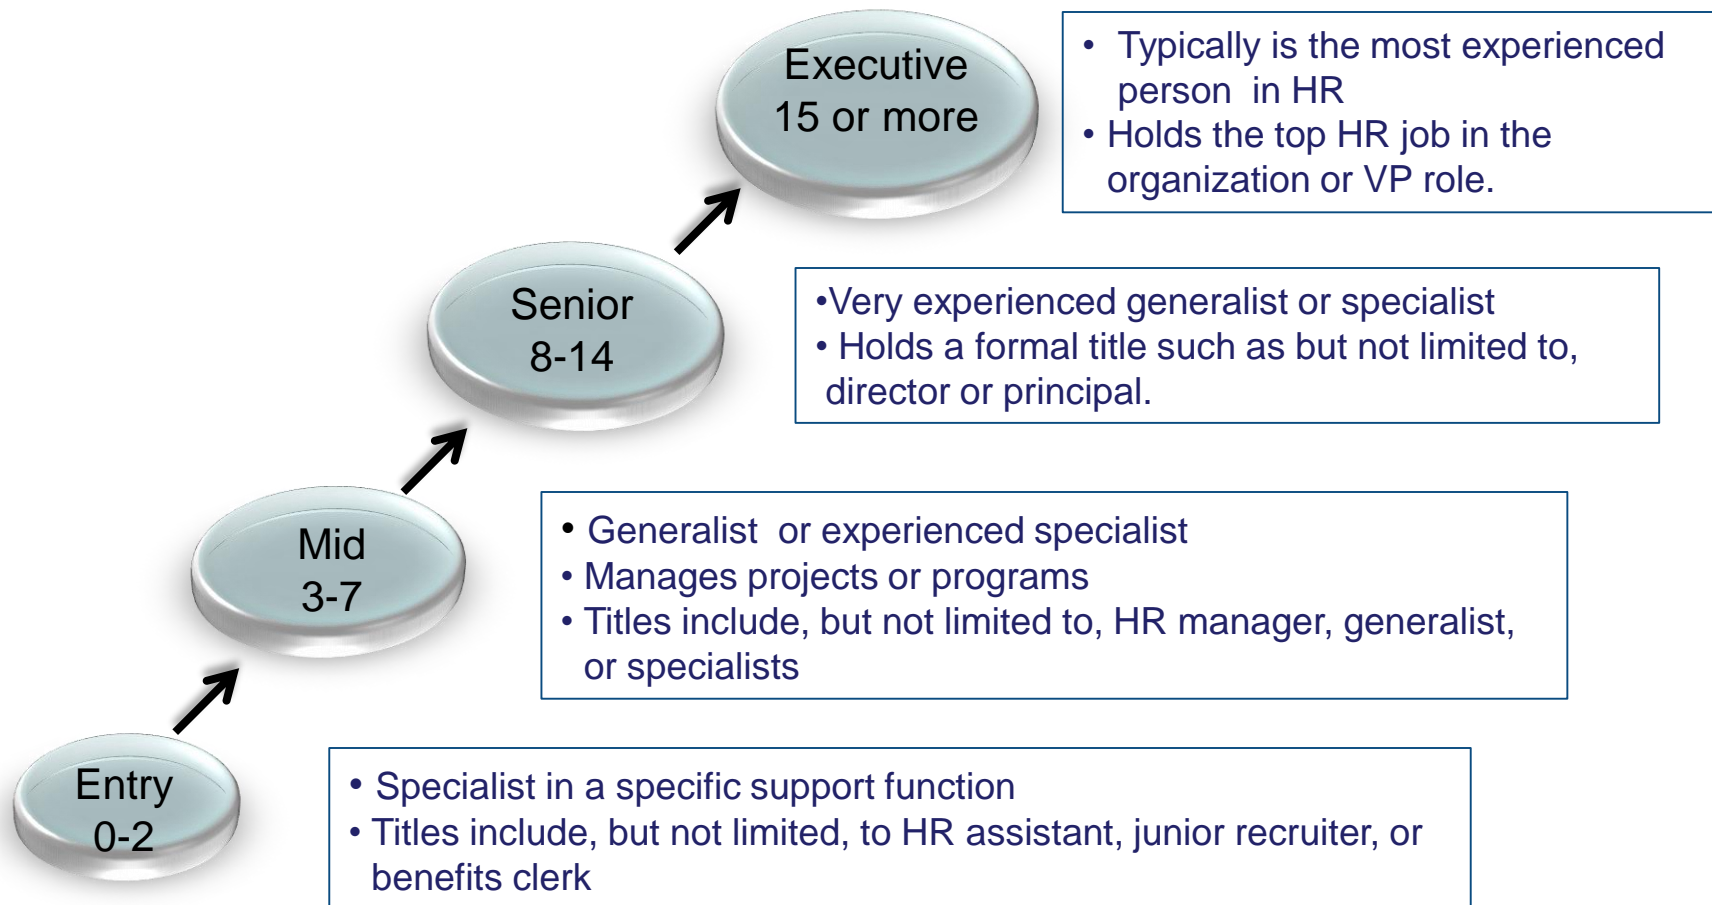 Executive
15 or more
• Typically is the most experienced
person in HR
• Holds the top HR job in the
organization or VP role.
Senior
8-14
•Very experienced generalist or specialist
• Holds a formal title such as but not limited to,
director or principal.
Mid
3-7
• Generalist or experienced specialist
• Manages projects or programs
• Titles include, but not limited to, HR manager, generalist,
or specialists
Entry
0-2
• Specialist in a specific support function
• Titles include, but not limited, to HR assistant, junior recruiter, or
benefits clerk